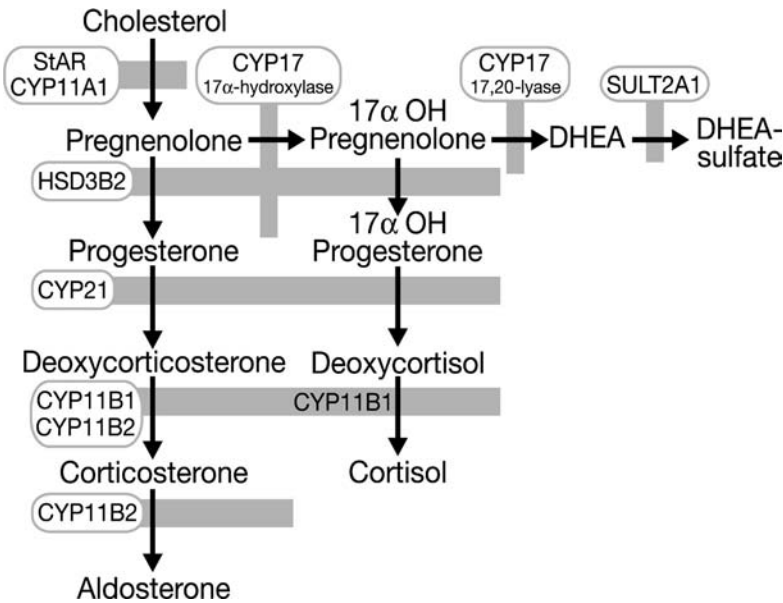 Cholesterol
StAR
CYP11A1
CYP17
17α-hydroxylase
CYP17
17,20-lyase
SULT2A1
Pregnenolone
17α OH
Pregnenolone
DHEA
DHEA-
sulfate
HSD3B2
Progesterone
17α OH
Progesterone
CYP21
Deoxycorticosterone
Deoxycortisol
CYP11B1
CYP11B2
CYP11B1
Corticosterone
Cortisol
CYP11B2
Aldosterone